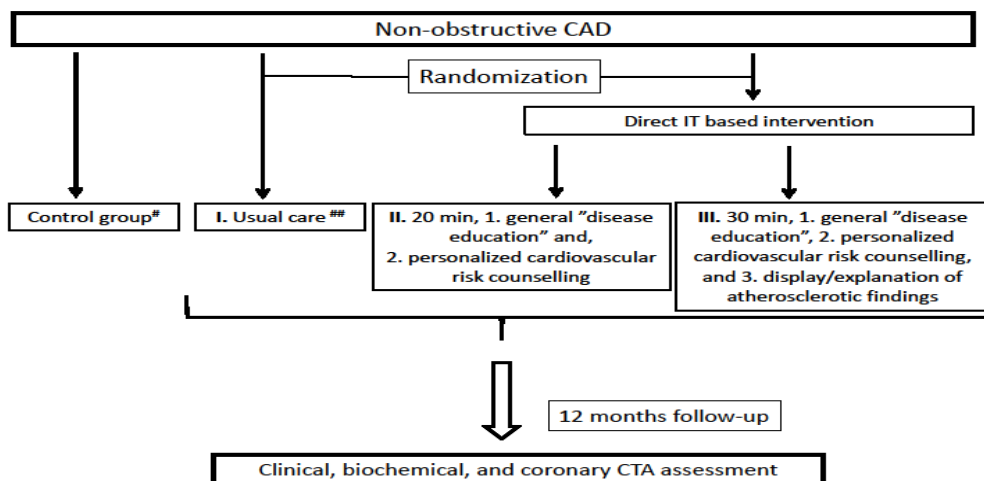 Non-obstructive CAD
Randomization
Direct IT based intervention
Control group#
I. Usual care ##
II. 20 min, 1. general ”disease
education” and,
2. personalized cardiovascular
risk counselling
III. 30 min, 1. general ”disease
education”, 2. personalized
cardiovascular risk counselling,
and 3. display/explanation of
atherosclerotic findings
12 months follow-up
Clinical, biochemical, and coronary CTA assessment